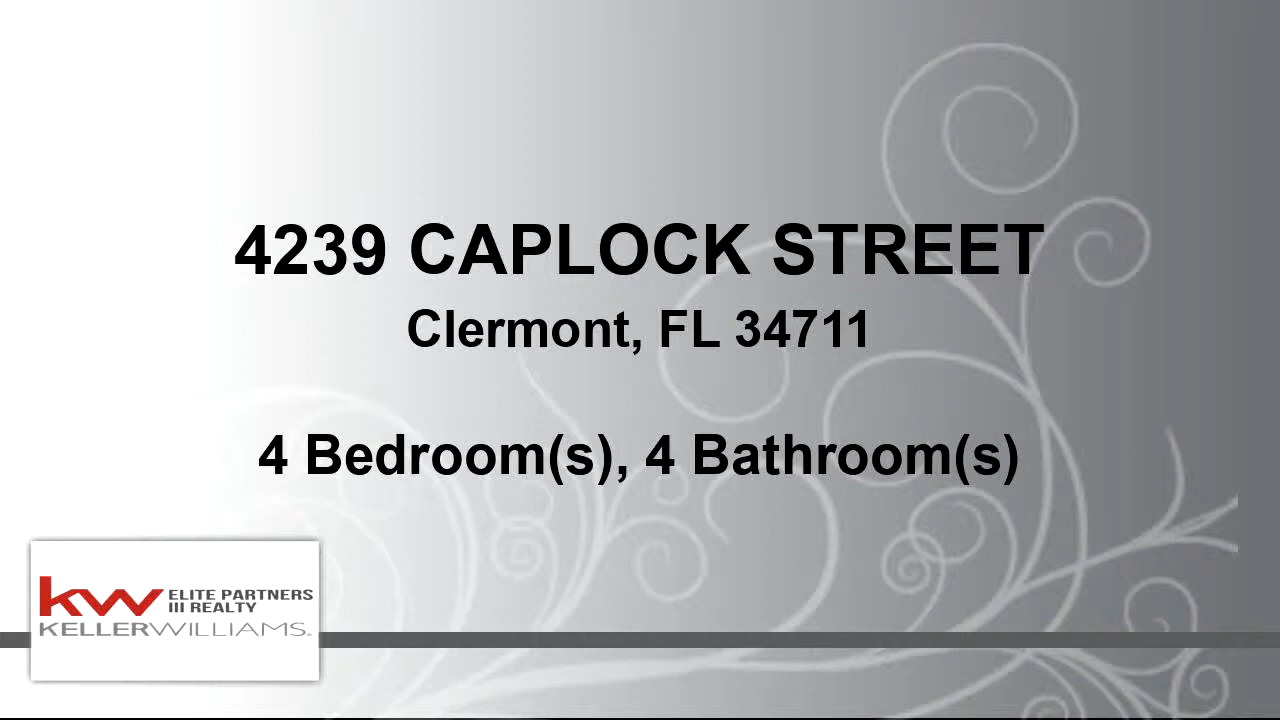 4239 CAPLOCK STREET
Clermont, FL 34711
4 Bedroom(s), 4 Bathroom(s)
kw ELITE PARTNERS
III REALTY
KELLERWILLIAMS.